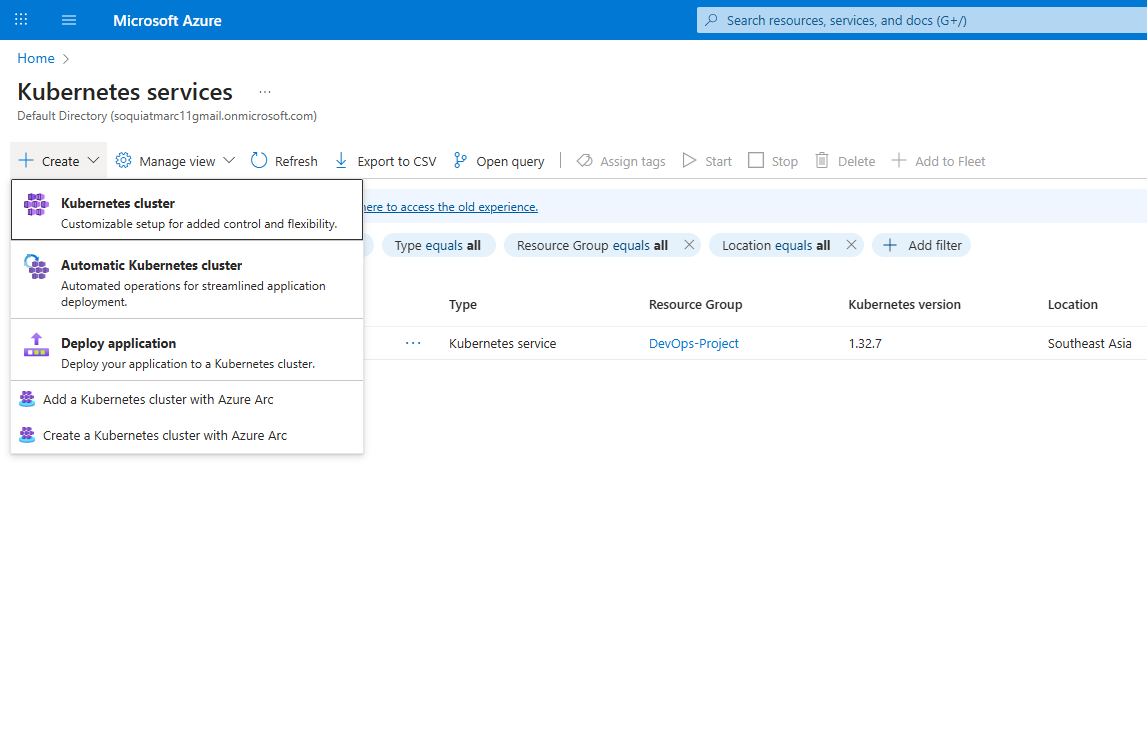 Microsoft Azure
Search resources, services, and docs (G+/)
Home
Kubernetes services
Default Directory (soquiatmarc11gmail.onmicrosoft.com)
Create
Manage view
Refresh
Export to CSV
Open query
Assign tags
Start
Stop
Delete
Add to Fleet
Kubernetes cluster
Customizable setup for added control and flexibility.
Automatic Kubernetes cluster
Automated operations for streamlined application
deployment.
Deploy application
Deploy your application to a Kubernetes cluster.
Add a Kubernetes cluster with Azure Arc
Create a Kubernetes cluster with Azure Arc
here to access the old experience.
Type equals all
Resource Group equals all
Location equals all
Add filter
Type
Resource Group
Kubernetes version
Location
Kubernetes service
DevOps-Project
1.32.7
Southeast Asia